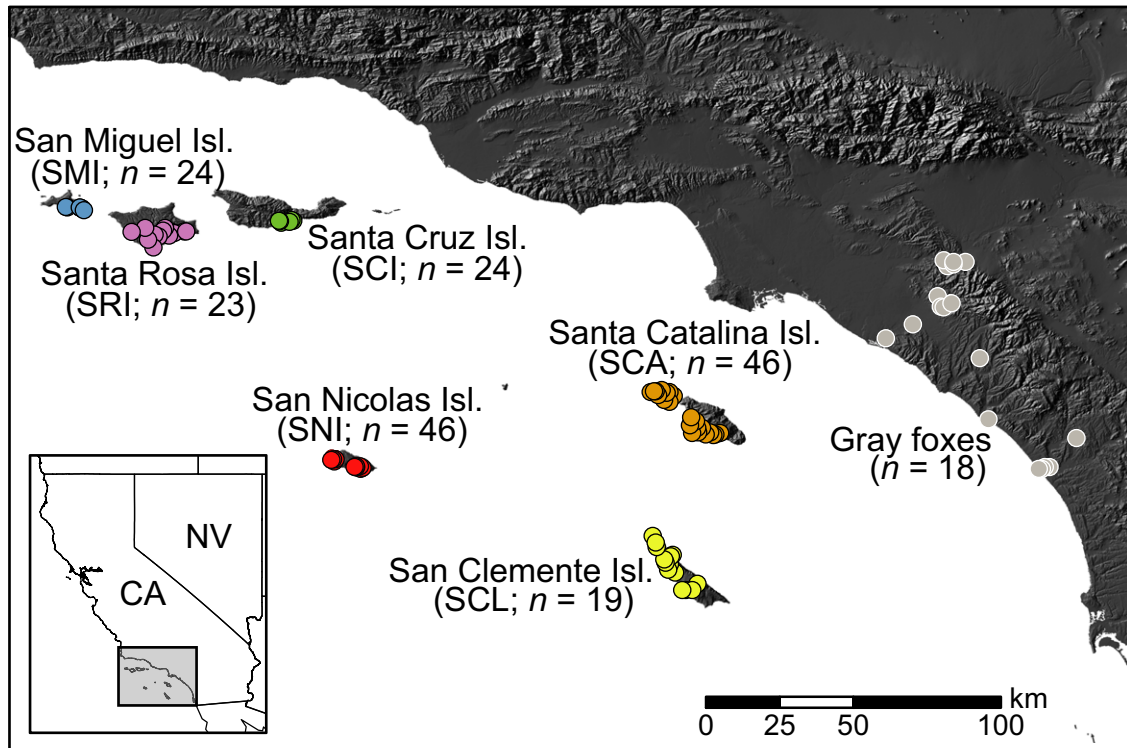 San Miguel Isl.
(SMI; n = 24)
Santa Rosa Isl.
(SRI; n = 23)
Santa Cruz Isl.
(SCI; n = 24)
Santa Catalina Isl.
(SCA; n = 46)
San Nicolas Isl.
(SNI; n = 46)
Gray foxes
(n = 18)
San Clemente Isl.
(SCL; n = 19)
NV
CA
km
0 25 50 100